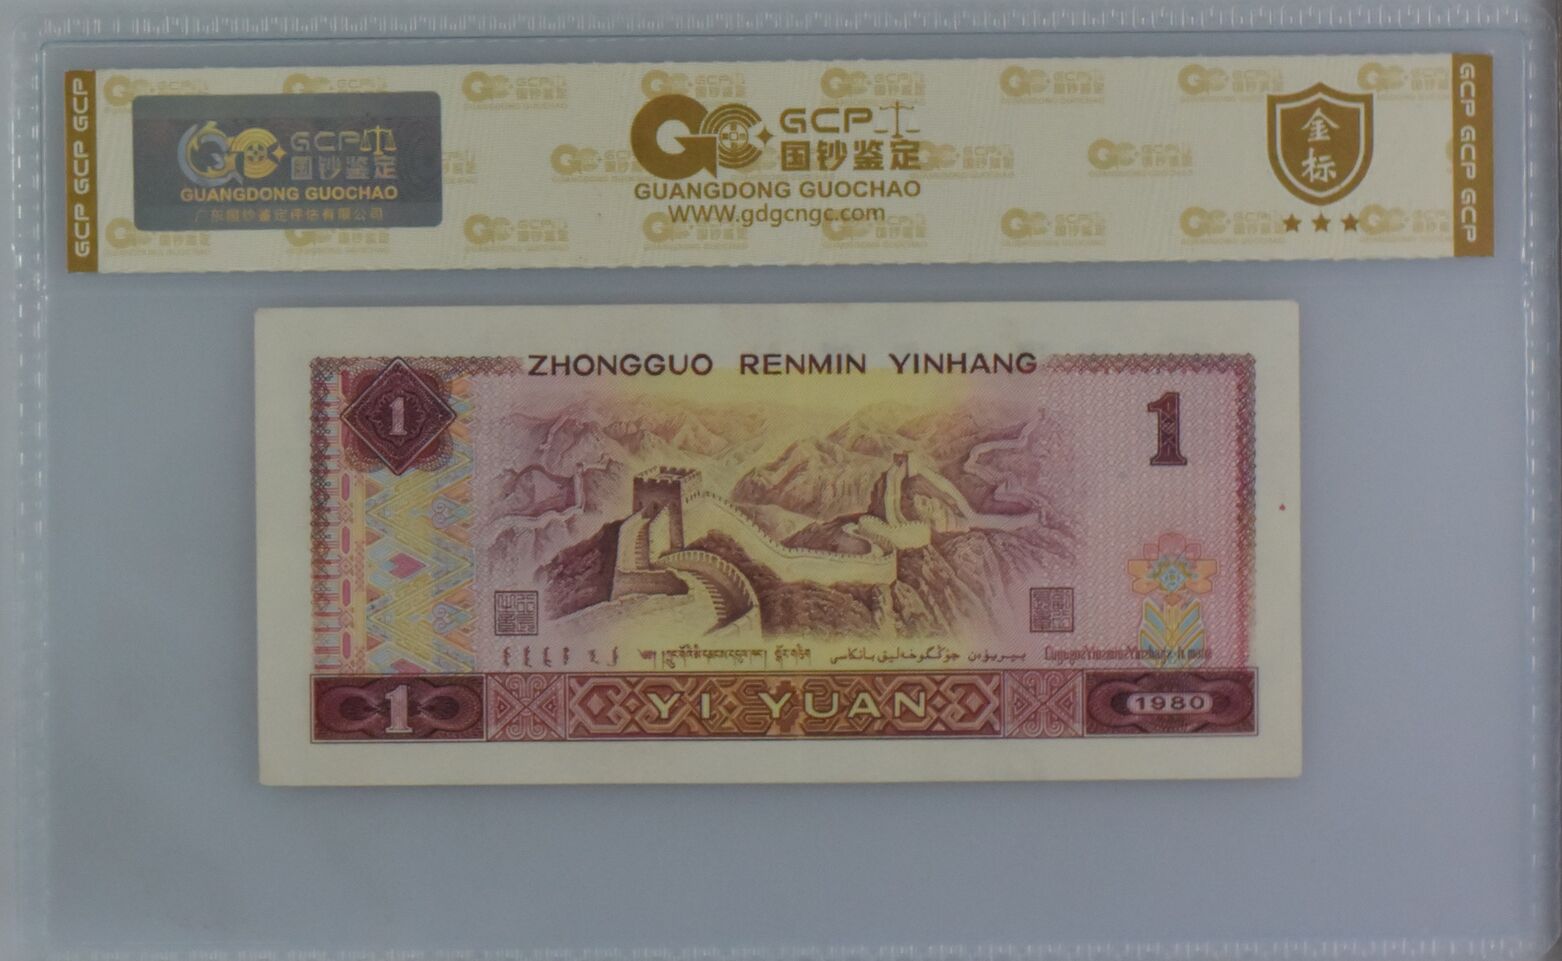 GCP GCP GCP
GCP 国钞鉴定
GUANGDONG GUOCHAO
广东国钞鉴定评估有限公司
GCP
国钞鉴定
GUANGDONG GUOCHAO
WWW.gdgcngc.com
金
标
GCP GCP GCP
ZHONGGUO RENMIN YINHANG
1
1
1
YI YUAN
1980